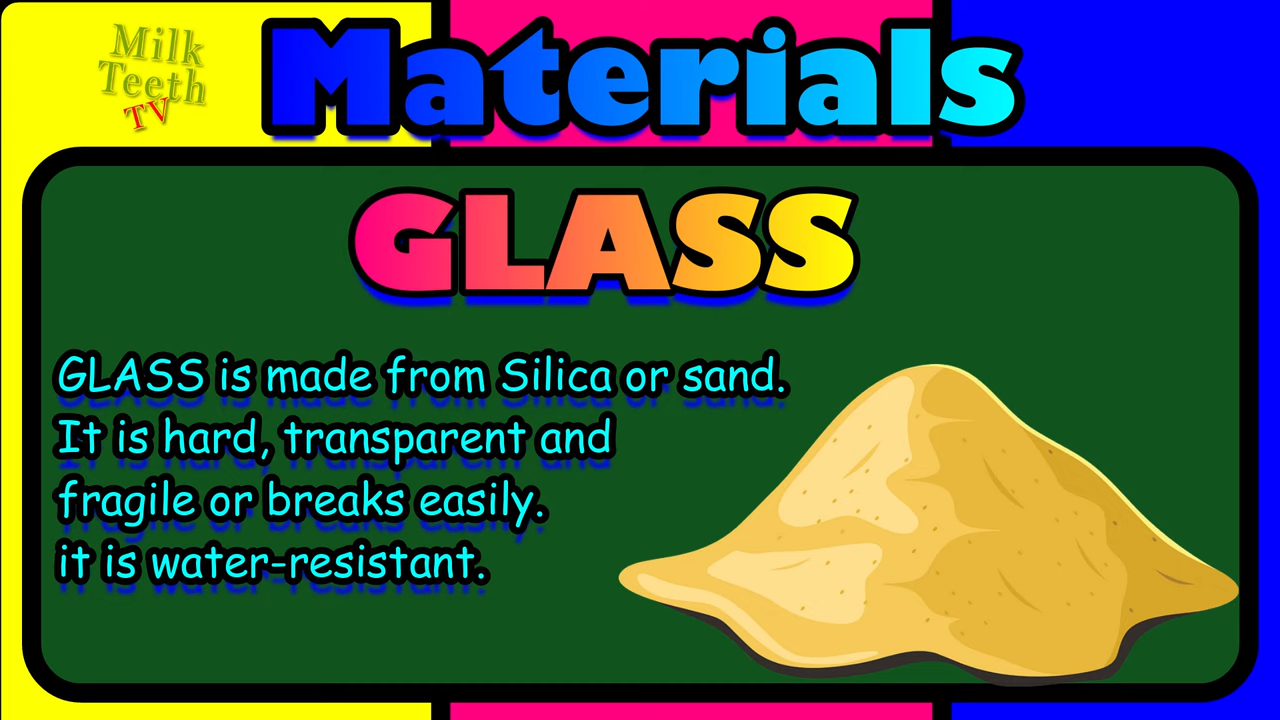 Milk
Teeth
TV
Materials
GLASS
GLASS is made from Silica or sand.
It is hard, transparent and
fragile or breaks easily.
it is water-resistant.